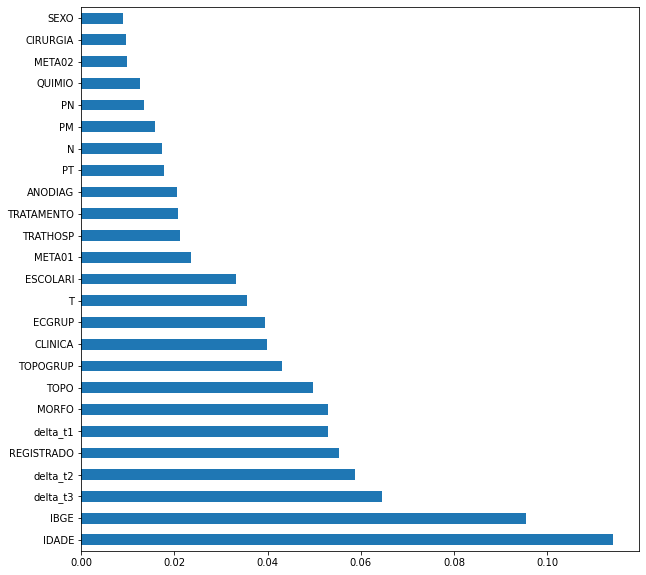 SEXO
CIRURGIA
META02
QUIMIO
PN
PM
N
PT
ANODIAG
TRATAMENTO
TRATHOSP
META01
ESCOLARI
T
ECGRUP
CLINICA
TOPOGRUP
TOPO
MORFO
delta_t1
REGISTRADO
delta_t2
delta_t3
IBGE
IDADE
0.00 0.02 0.04 0.06 0.08 0.10